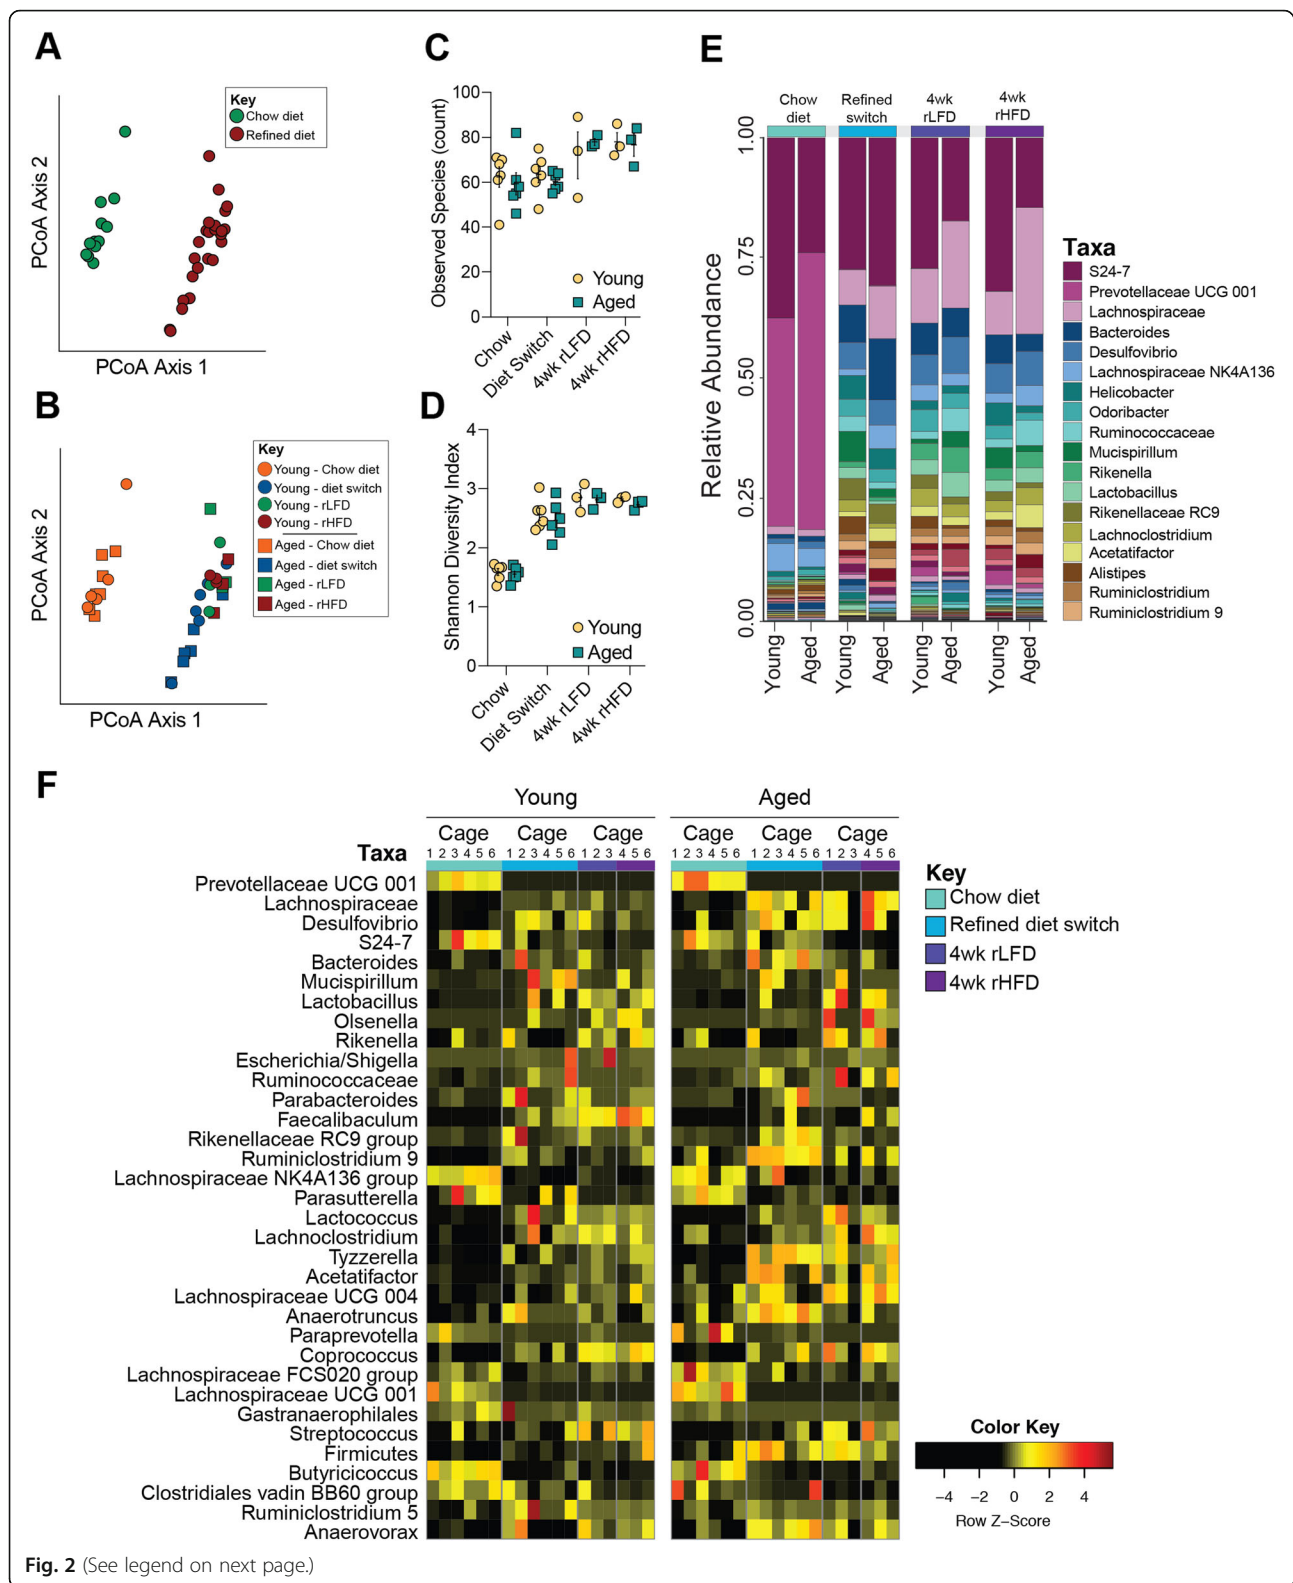 A
Key
Chow diet
Refined diet
PCoA Axis 2
PCoA Axis 1
B
Key
Young - Chow diet
Young - diet switch
Young - rLFD
Young - rHFD
Aged - Chow diet
Aged - diet switch
Aged - rLFD
Aged - rHFD
PCoA Axis 2
PCoA Axis 1
C
Observed Species (count)
100
80
60
40
20
0
Young
Aged
Chow
Diet Switch
4wk rLFD
4wk rHFD
D
Shannon Diversity Index
4
3
2
1
0
Young
Aged
Chow
Diet Switch
4wk rLFD
4wk rHFD
E
Chow diet
Refined switch
4wk rLFD
4wk rHFD
Relative Abundance
1.00
0.75
0.50
0.25
0.00
Young
Aged
Young
Aged
Young
Aged
Young
Aged
Taxa
S24-7
Prevotellaceae UCG 001
Lachnospiraceae
Bacteroides
Desulfovibrio
Lachnospiraceae NK4A136
Helicobacter
Odoribacter
Ruminococcaceae
Mucispirillum
Rikenella
Lactobacillus
Rikenellaceae RC9
Lachnoclostridium
Acetatifactor
Alistipes
Ruminiclostridium
Ruminiclostridium 9
F
Young
Aged
Cage Cage Cage
Cage Cage Cage
Taxa
1 2 3 4 5 6 1 2 3 4 5 6 1 2 3 4 5 6
1 2 3 4 5 6 1 2 3 4 5 6 1 2 3 4 5 6
Prevotellaceae UCG 001
Lachnospiraceae
Desulfovibrio
S24-7
Bacteroides
Mucispirillum
Lactobacillus
Olsenella
Rikenella
Escherichia/Shigella
Ruminococcaceae
Parabacteroides
Faecalibaculum
Rikenellaceae RC9 group
Ruminiclostridium 9
Lachnospiraceae NK4A136 group
Parasutterella
Lactococcus
Lachnoclostridium
Tyzzerella
Acetatifactor
Lachnospiraceae UCG 004
Anaerotruncus
Paraprevotella
Coprococcus
Lachnospiraceae FCS020 group
Lachnospiraceae UCG 001
Gastranaerophilales
Streptococcus
Firmicutes
Butyricicoccus
Clostridiales vadin BB60 group
Ruminiclostridium 5
Anaerovorax
Key
Chow diet
Refined diet switch
4wk rLFD
4wk rHFD
Color Key
−4 −2 0 2 4
Row Z−Score
Fig. 2 (See legend on next page.)